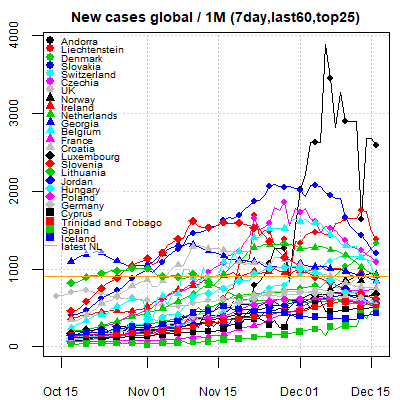 New cases global / 1M (7day,last60,top25)
4000
3000
2000
1000
0
Andorra
Liechtenstein
Denmark
Slovakia
Switzerland
Czechia
UK
Norway
Ireland
Netherlands
Georgia
Belgium
France
Croatia
Luxembourg
Slovenia
Lithuania
Jordan
Hungary
Poland
Germany
Cyprus
Trinidad and Tobago
Spain
Iceland
latest NL
Oct 15
Nov 01
Nov 15
Dec 01
Dec 15